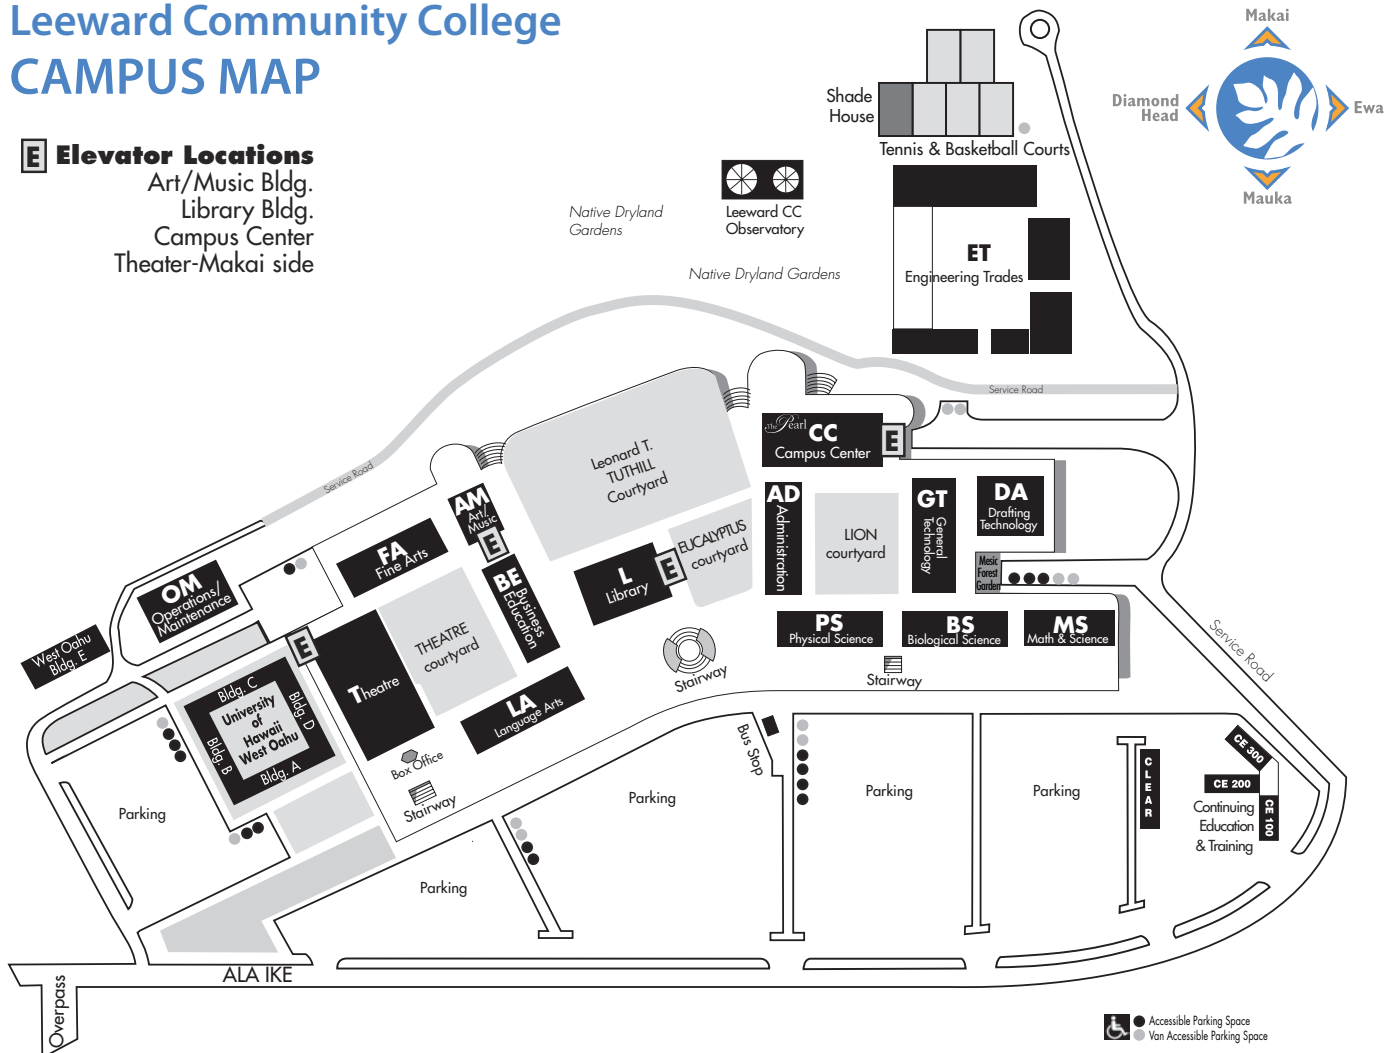 Leeward Community College
CAMPUS MAP
E Elevator Locations
Art/Music Bldg.
Library Bldg.
Campus Center
Theater-Makai side
Makai
Diamond
Head
Ewa
Mauka
Shade
House
Tennis & Basketball Courts
Leeward CC
Observatory
Native Dryland
Gardens
Native Dryland Gardens
ET
Engineering Trades
Service Road
Service Road
The Pearl
CC
Campus Center
E
Leonard T.
TUTHILL
Courtyard
AM
Art/
Music
E
FA
Fine Arts
BE
Business
Education
L
Library
E
EUCALYPTUS
courtyard
AD
Administration
LION
courtyard
GT
General
Technology
DA
Drafting
Technology
Mesic
Forest
Garden
OM
Operations/
Maintenance
West Oahu
Bldg. E
E
Theatre
THEATRE
courtyard
LA
Language Arts
PS
Physical Science
BS
Biological Science
MS
Math & Science
Stairway
Stairway
Service Road
Bldg. C
Bldg. D
Bldg. B
Bldg. A
University
of
Hawaii
West Oahu
Box Office
Stairway
Bus Stop
Parking
Parking
Parking
Parking
Parking
CLEAR
CE 300
CE 200
CE 100
Continuing
Education
& Training
ALA IKE
Overpass
Accessible Parking Space
Van Accessible Parking Space